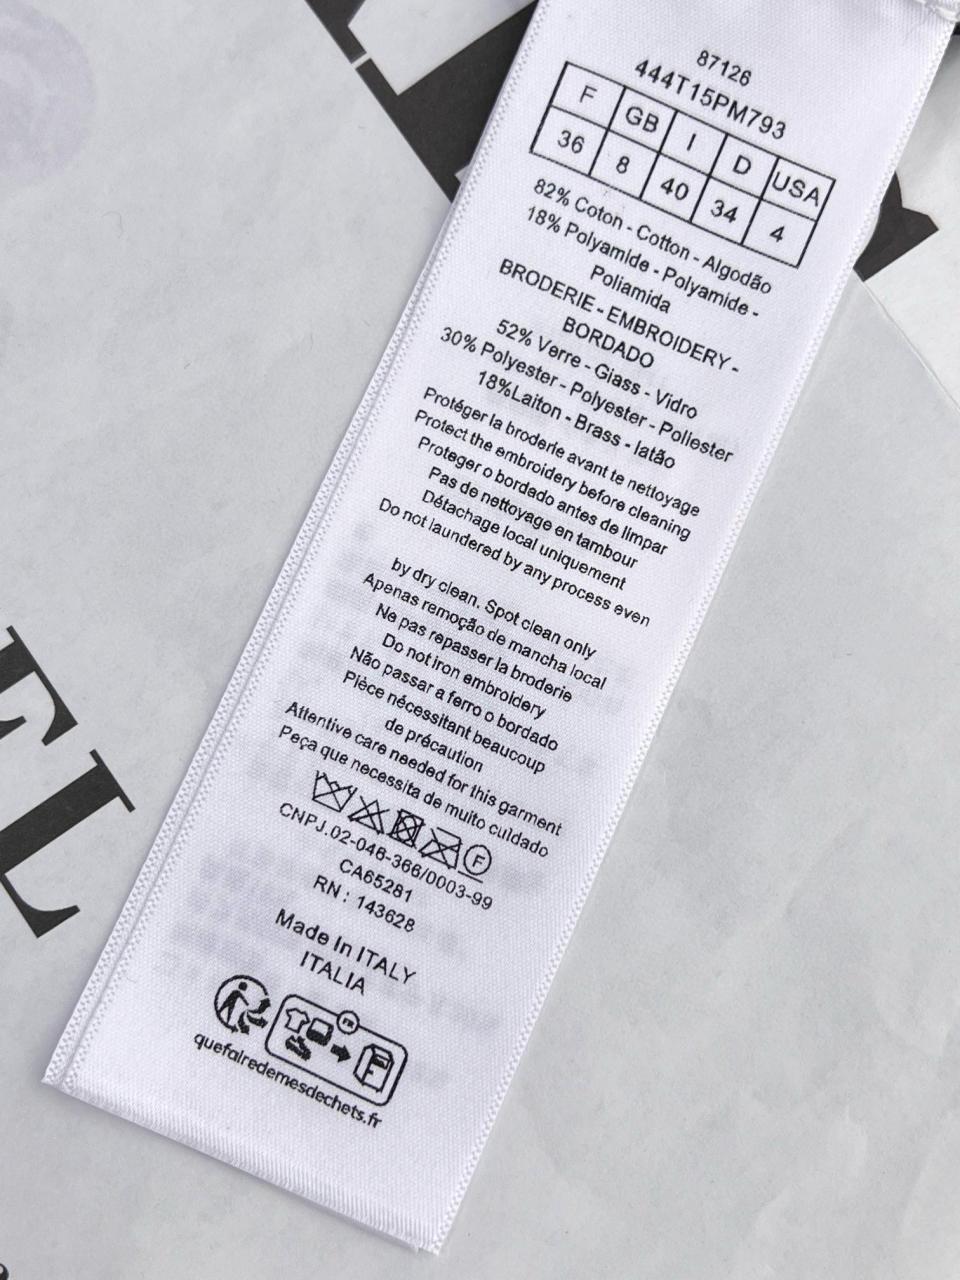 87126
444T15PM793
F GB I D USA
36 8 40 34 4
82% Coton - Cotton - Algodão
18% Polyamide - Polyamide -
Poliamida
BRODERIE - EMBROIDERY -
BORDADO
52% Verre - Glass - Vidro
30% Polyester - Polyester - Poliester
18%Laiton - Brass - latão
Protéger la broderie avant te nettoyage
Protect the embroidery before cleaning
Proteger o bordado antes de limpar
Pas de nettoyage en tambour
Détachage local uniquement
Do not laundered by any process even
by dry clean. Spot clean only
Apenas remoção de mancha local
Ne pas repasser la broderie
Do not iron embroidery
Não passar a ferro o bordado
Pièce nécessitant beaucoup
de précaution
Attentive care needed for this garment
Peça que necessita de muito culdado
F
CNPJ.02-046-366/0003-99
CA65281
RN : 143628
Made In ITALY
ITALIA
FR
quefairedemesdechets.fr
EL